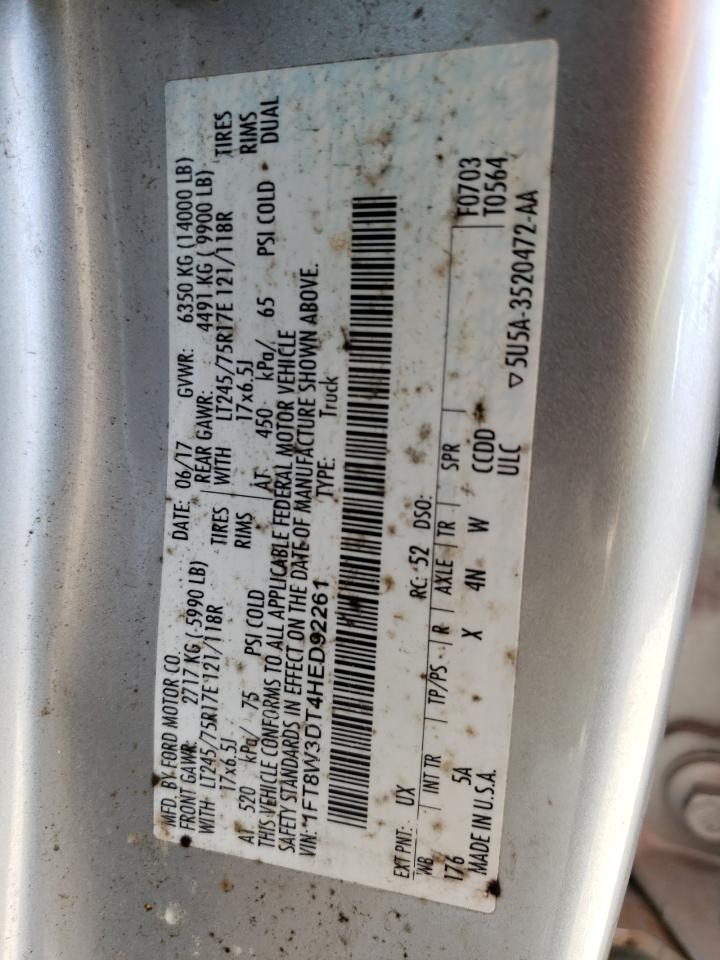 MFD. BY FORD MOTOR CO.
DATE: 06/17 GVWR: 6350 KG (14000 LB)
FRONT GAWR: 2717 KG ( 5990 LB)
REAR GAWR: 4491 KG ( 9900 LB)
WITH LT245/75R17E 121/118R TIRES
WITH LT245/75R17E 121/118R TIRES
17x6.5J RIMS
17x6.5J RIMS
AT 520 kPa/ 75 PSI COLD
AT: 450 kPa/ 65 PSI COLD DUAL
THIS VEHICLE CONFORMS TO ALL APPLICABLE FEDERAL MOTOR VEHICLE
SAFETY STANDARDS IN EFFECT ON THE DATE OF MANUFACTURE SHOWN ABOVE.
VIN: 1FT8W3DT4HED92261 TYPE: Truck
EXT PNT: UX RC: 52 DSO: F0703
WB INT TR TP/PS R AXLE TR SPR T0564
176 5A X 4N W CCDD
MADE IN U.S.A. ULC
▽5U5A-3520472-AA